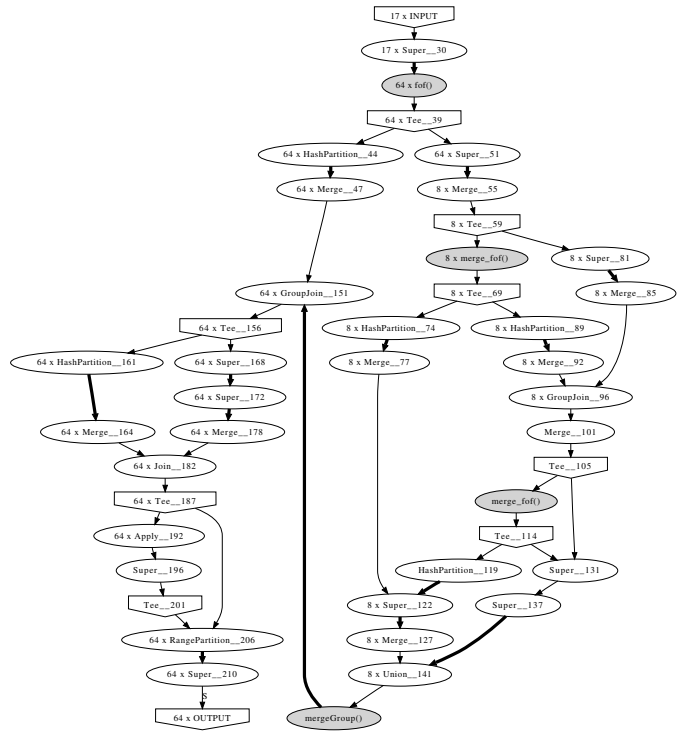 17 x INPUT
17 x Super__30
64 x fof()
64 x Tee__39
64 x HashPartition__44
64 x Super__51
64 x Merge__47
8 x Merge__55
8 x Tee__59
8 x merge_fof()
8 x Super__81
64 x GroupJoin__151
8 x Tee__69
8 x Merge__85
64 x Tee__156
8 x HashPartition__74
8 x HashPartition__89
64 x HashPartition__161
64 x Super__168
8 x Merge__77
8 x Merge__92
64 x Super__172
8 x GroupJoin__96
64 x Merge__164
64 x Merge__178
Merge__101
64 x Join__182
Tee__105
64 x Tee__187
merge_fof()
64 x Apply__192
Tee__114
Super__196
HashPartition__119
Super__131
Tee__201
8 x Super__122
Super__137
64 x RangePartition__206
8 x Merge__127
64 x Super__210
8 x Union__141
S
64 x OUTPUT
mergeGroup()